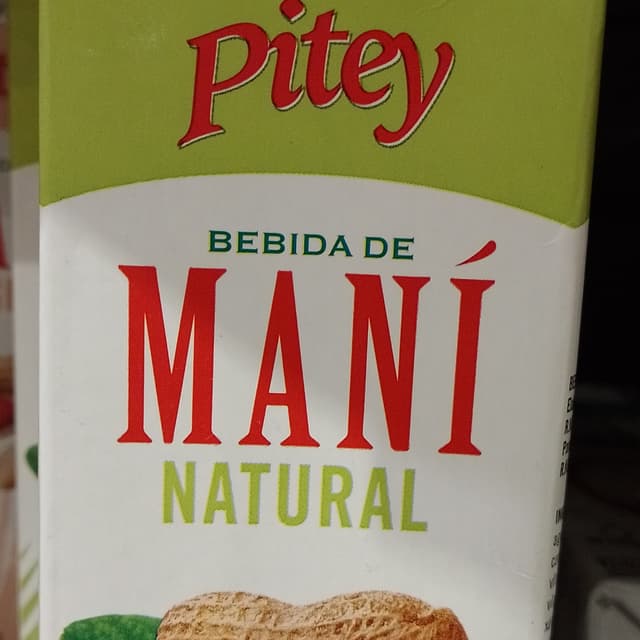 Pitey
BEBIDA DE
MANÍ
NATURAL